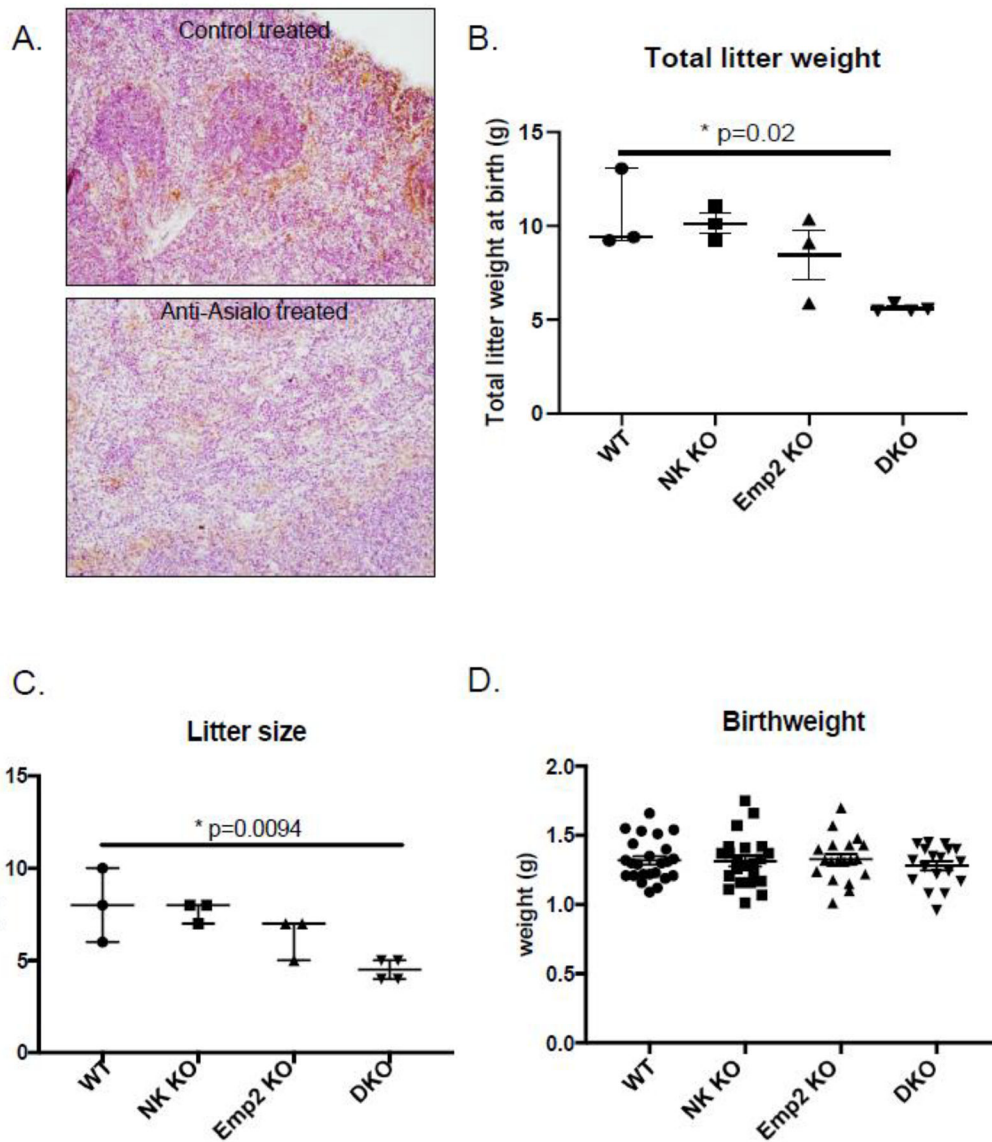 A.
Control treated
Anti-Asialo treated
B.
Total litter weight
* p=0.02
Total litter weight at birth (g)
15
10
5
0
WT
NK KO
Emp2 KO
DKO
C.
Litter size
* p=0.0094
15
10
5
0
WT
NK KO
Emp2 KO
DKO
D.
Birthweight
weight (g)
2.0
1.5
1.0
0.5
0.0
WT
NK KO
Emp2 KO
DKO